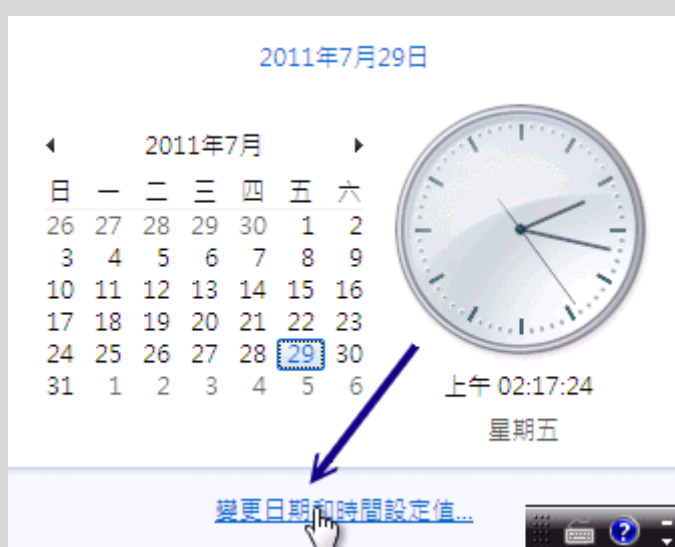 2011年7月29日
2011年7月
日 一 二 三 四 五 六
26 27 28 29 30 1 2
3 4 5 6 7 8 9
10 11 12 13 14 15 16
17 18 19 20 21 22 23
24 25 26 27 28 29 30
31 1 2 3 4 5 6
上午 02:17:24
星期五
變更日期和時間設定值...
?